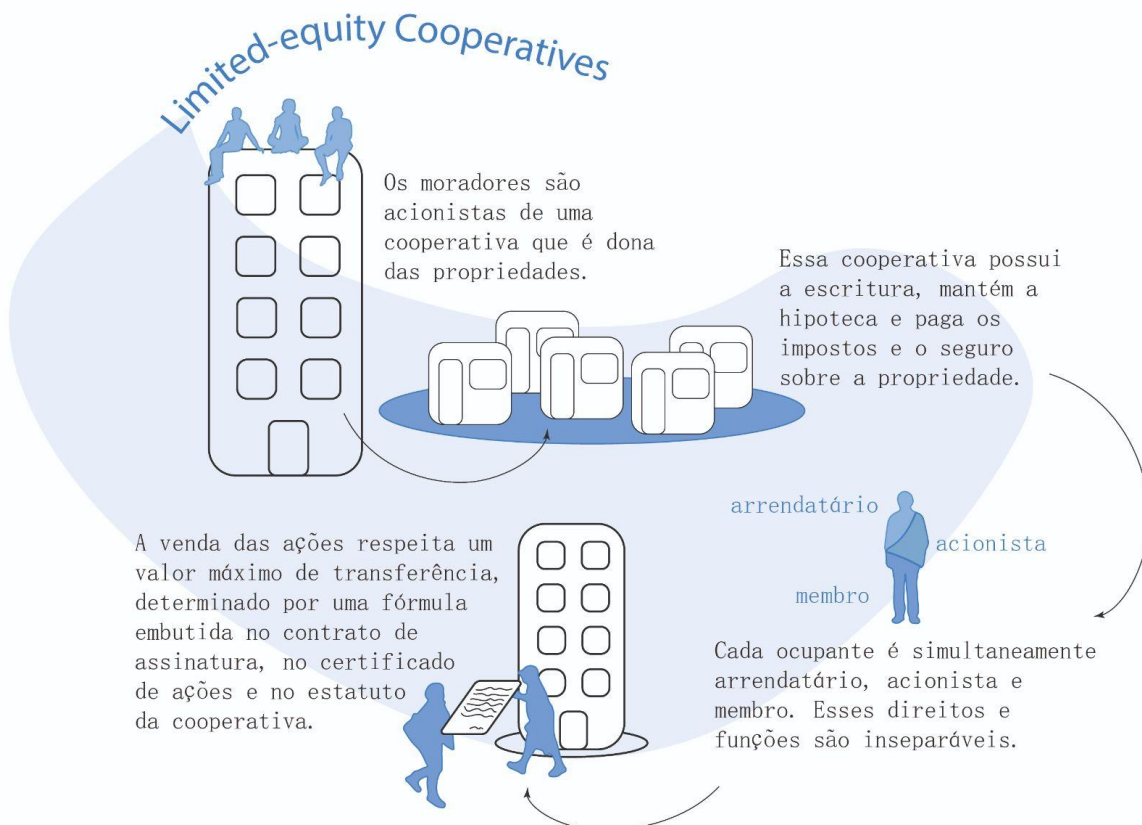 Limited-equity Cooperatives
Os moradores são
acionistas de uma
cooperativa que é dona
das propriedades.
Essa cooperativa possui
a escritura, mantém a
hipoteca e paga os
impostos e o seguro
sobre a propriedade.
arrendatário
acionista
membro
Cada ocupante é simultaneamente
arrendatário, acionista e
membro. Esses direitos e
funções são inseparáveis.
A venda das ações respeita um
valor máximo de transferência,
determinado por uma fórmula
embutida no contrato de
assinatura, no certificado
de ações e no estatuto
da cooperativa.